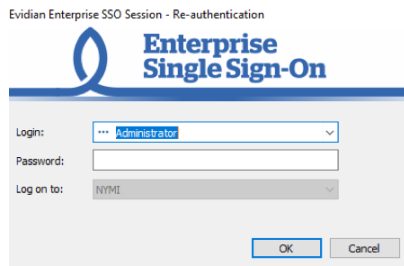 Evidian Enterprise SSO Session - Re-authentication
Enterprise
Single Sign-On
Login: ••• Administrator
Password:
Log on to: NYMI
OK Cancel